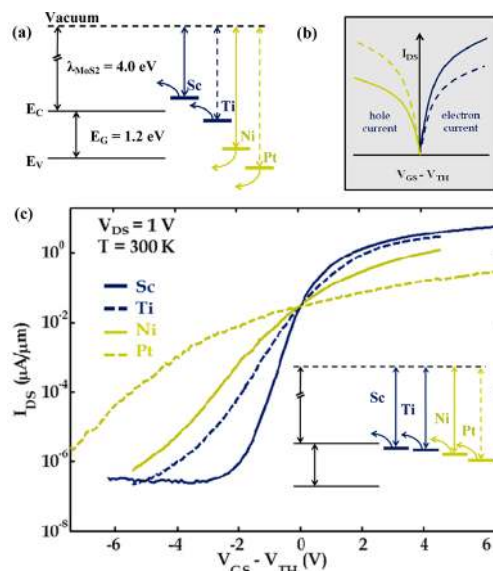 (a)
Vacuum
λMoS2 = 4.0 eV
Sc
EC
Ti
EG = 1.2 eV
EV
Ni
Pt
(b)
IDS
hole
current
electron
current
VGS - VTH
(c)
VDS = 1 V
T = 300 K
Sc
Ti
Ni
Pt
IDS (μA/μm)
10^0
10^-2
10^-4
10^-6
10^-8
Sc
Ti
Ni
Pt
-6 -4 -2 0 2 4 6
VGS - VTH (V)